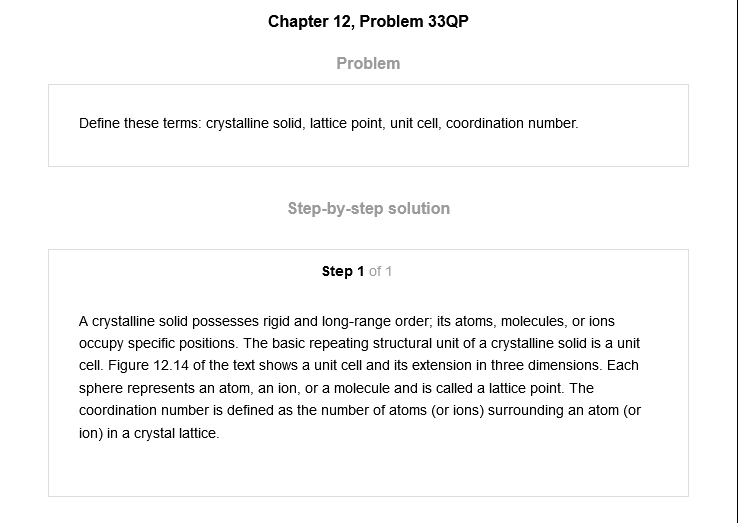 Chapter 12, Problem 33QP
Problem
Define these terms: crystalline solid, lattice point, unit cell, coordination number.
Step-by-step solution
Step 1 of 1
A crystalline solid possesses rigid and long-range order; its atoms, molecules, or ions
occupy specific positions. The basic repeating structural unit of a crystalline solid is a unit
cell. Figure 12.14 of the text shows a unit cell and its extension in three dimensions. Each
sphere represents an atom, an ion, or a molecule and is called a lattice point. The
coordination number is defined as the number of atoms (or ions) surrounding an atom (or
ion) in a crystal lattice.